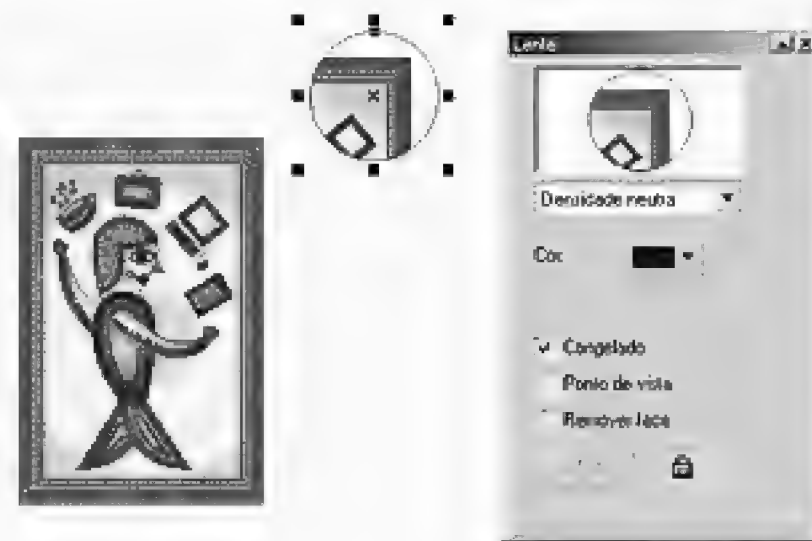 Lente
Densidade neutra
Cor:
Congelado
Ponto de vista
Remover face